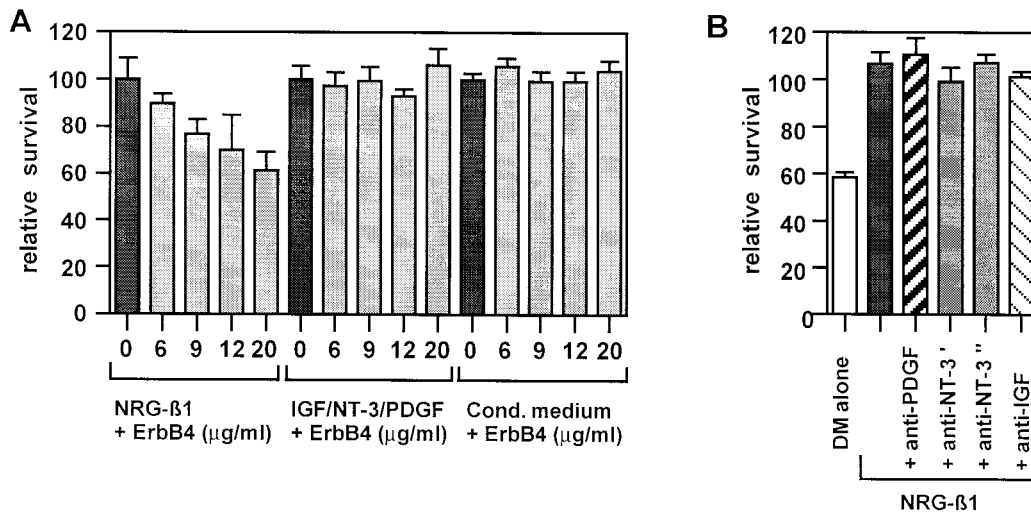 A
120
100
80
60
40
20
0
relative survival
0 6 9 12 20 0 6 9 12 20 0 6 9 12 20
NRG-ß1
+ ErbB4 (μg/ml)
IGF/NT-3/PDGF
+ ErbB4 (μg/ml)
Cond. medium
+ ErbB4 (μg/ml)
B
120
100
80
60
40
20
0
relative survival
DM alone
+ anti-PDGF
+ anti-NT-3 '
+ anti-NT-3 "
+ anti-IGF
NRG-ß1